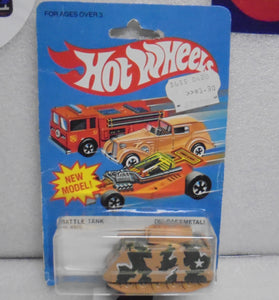 FOR AGES OVER 3
HOT WHEELS
NEW
MODEL!
BATTLE TANK
DIE-CAST METAL!